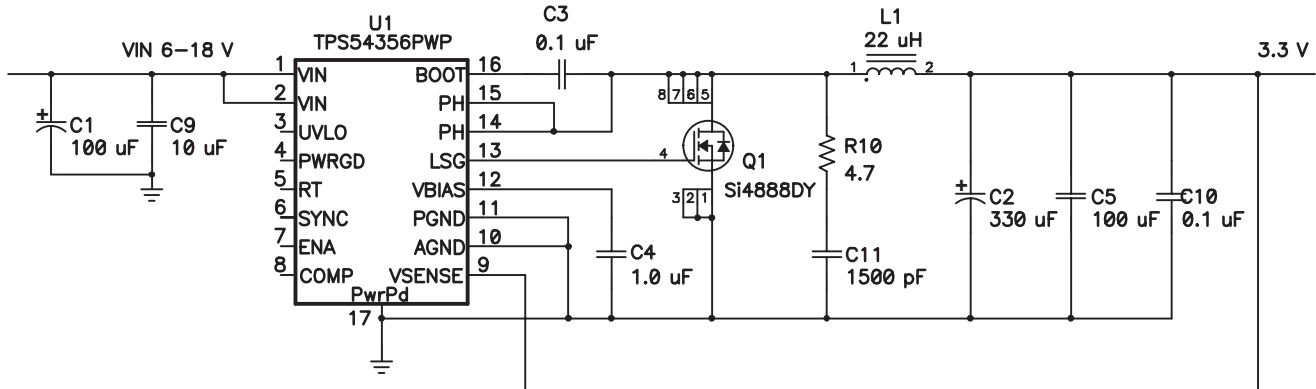 VIN 6-18 V
+ C1
100 uF
C9
10 uF
U1
TPS54356PWP
1 VIN
2 VIN
3 UVLO
4 PWRGD
5 RT
6 SYNC
7 ENA
8 COMP
BOOT 16
PH 15
PH 14
LSG 13
VBIAS 12
PGND 11
AGND 10
VSENSE 9
PwrPd
17
C3
0.1 uF
C4
1.0 uF
8 7 6 5
4
3 2 1
Q1
Si4888DY
R10
4.7
C11
1500 pF
L1
22 uH
1 2
+ C2
330 uF
C5
100 uF
C10
0.1 uF
3.3 V